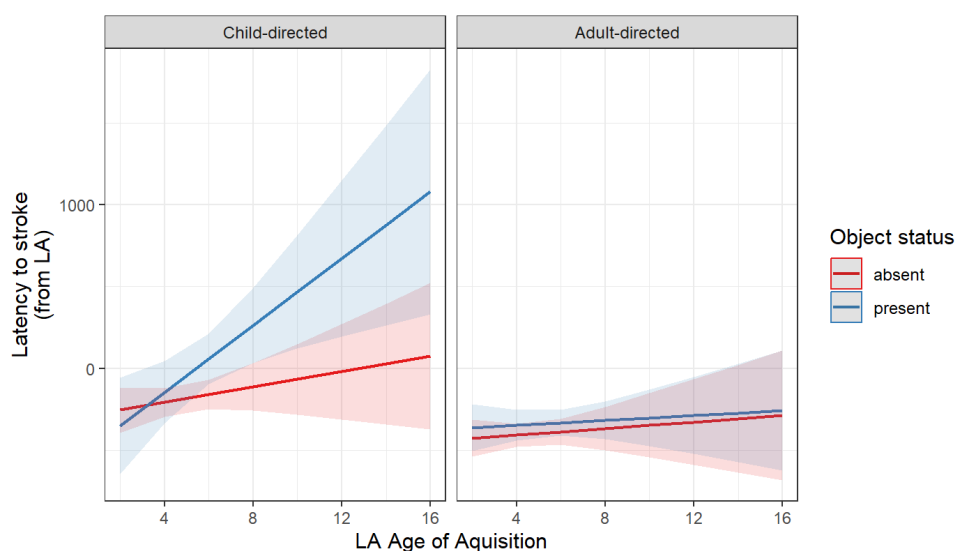 Child-directed
Adult-directed
Latency to stroke
(from LA)
1000
0
4
8
12
16
4
8
12
16
LA Age of Aquisition
Object status
absent
present